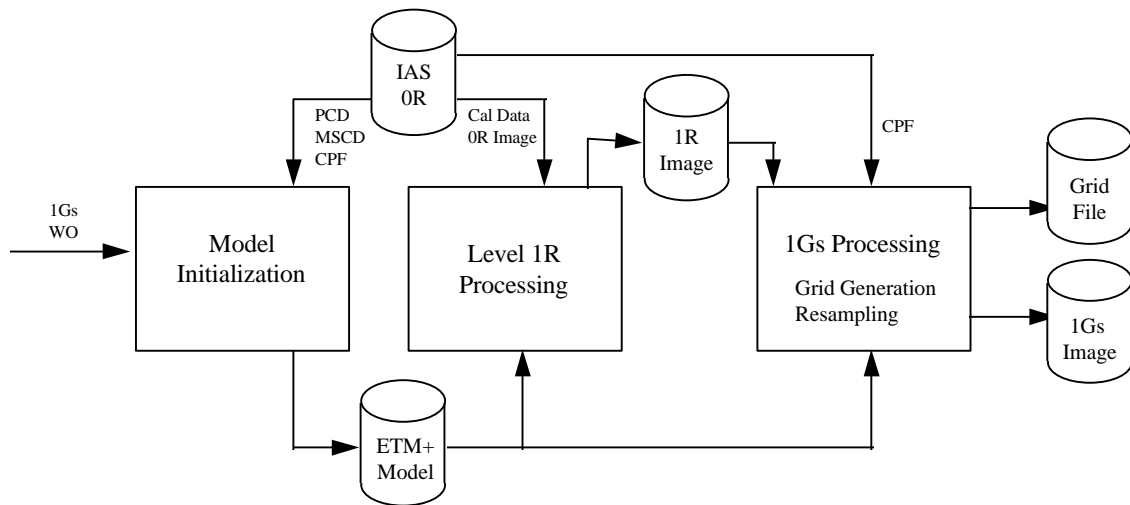 IAS
0R
PCD
MSCD
CPF
Cal Data
0R Image
1R
Image
CPF
Grid
File
1Gs
WO
Model
Initialization
Level 1R
Processing
1Gs Processing
Grid Generation
Resampling
1Gs
Image
ETM+
Model